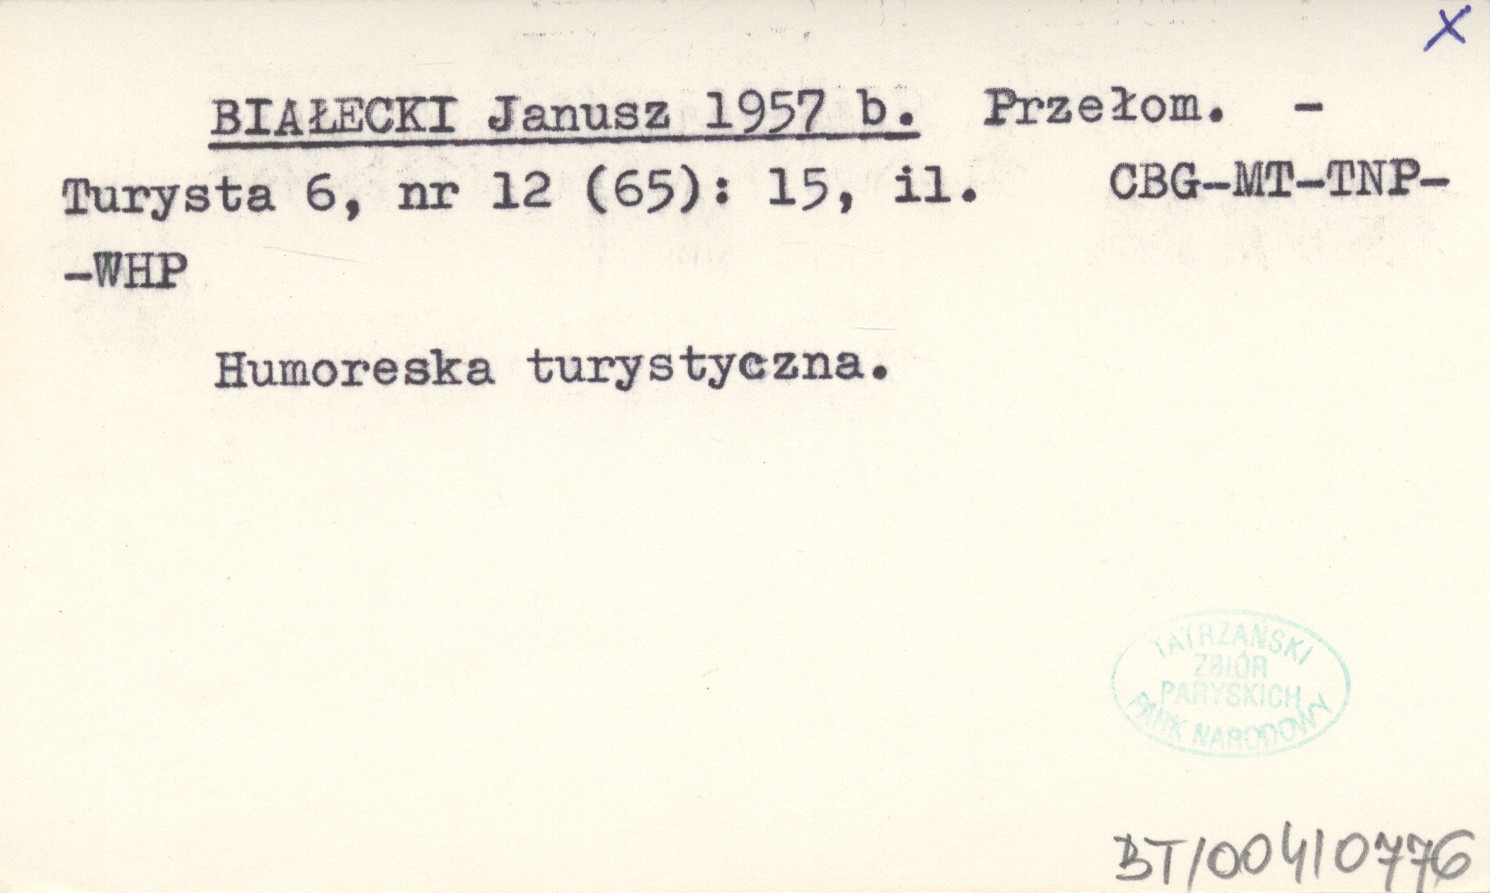 X
BIAŁECKI Janusz 1957 b. Przełom. -
Turysta 6, nr 12 (65): 15, il. CBG-MT-TNP-
-WHP
Humoreska turystyczna.
TATRZAŃSKI
ZBIÓR
PARYSKICH
PARK NARODOWY
BT/00410776